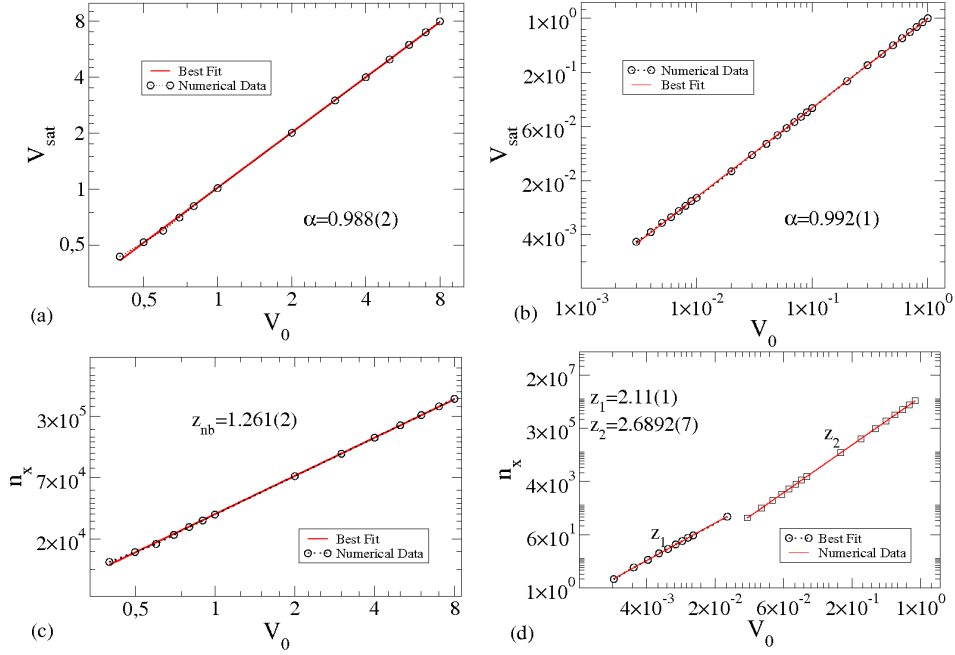 8
4
2
1
0,5
V_sat
Best Fit
Numerical Data
α=0.988(2)
0,5 1 2 4 8
V_0
(a)
1×10^0
2×10^-1
6×10^-2
2×10^-2
4×10^-3
V_sat
Numerical Data
Best Fit
α=0.992(1)
1×10^-3 1×10^-2 1×10^-1 1×10^0
V_0
(b)
3×10^5
7×10^4
2×10^4
n_x
z_nb=1.261(2)
Best Fit
Numerical Data
0,5 1 2 4 8
V_0
(c)
2×10^7
3×10^5
4×10^3
6×10^1
1×10^0
n_x
z_1=2.11(1)
z_2=2.6892(7)
z_2
z_1
Best Fit
Numerical Data
4×10^-3 2×10^-2 6×10^-2 2×10^-1 1×10^0
V_0
(d)